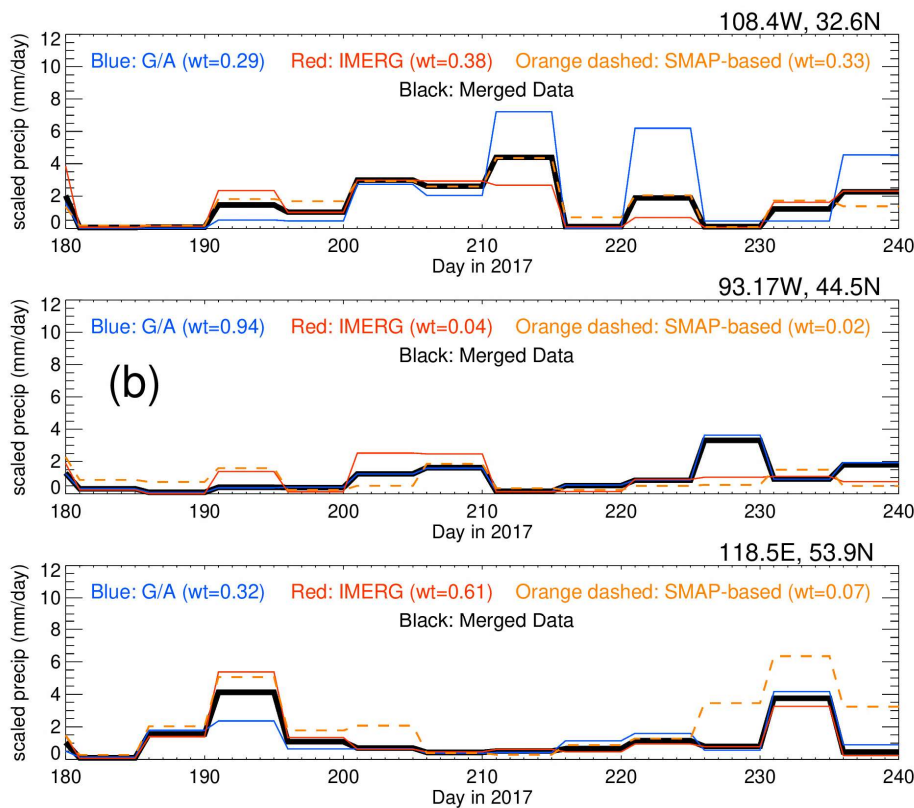 108.4W, 32.6N
12
Blue: G/A (wt=0.29) Red: IMERG (wt=0.38) Orange dashed: SMAP-based (wt=0.33)
Black: Merged Data
10
8
6
4
2
0
scaled precip (mm/day)
180 190 200 210 220 230 240
Day in 2017
93.17W, 44.5N
12
Blue: G/A (wt=0.94) Red: IMERG (wt=0.04) Orange dashed: SMAP-based (wt=0.02)
Black: Merged Data
10
8
(b)
6
4
2
0
scaled precip (mm/day)
180 190 200 210 220 230 240
Day in 2017
118.5E, 53.9N
12
Blue: G/A (wt=0.32) Red: IMERG (wt=0.61) Orange dashed: SMAP-based (wt=0.07)
Black: Merged Data
10
8
6
4
2
0
scaled precip (mm/day)
180 190 200 210 220 230 240
Day in 2017